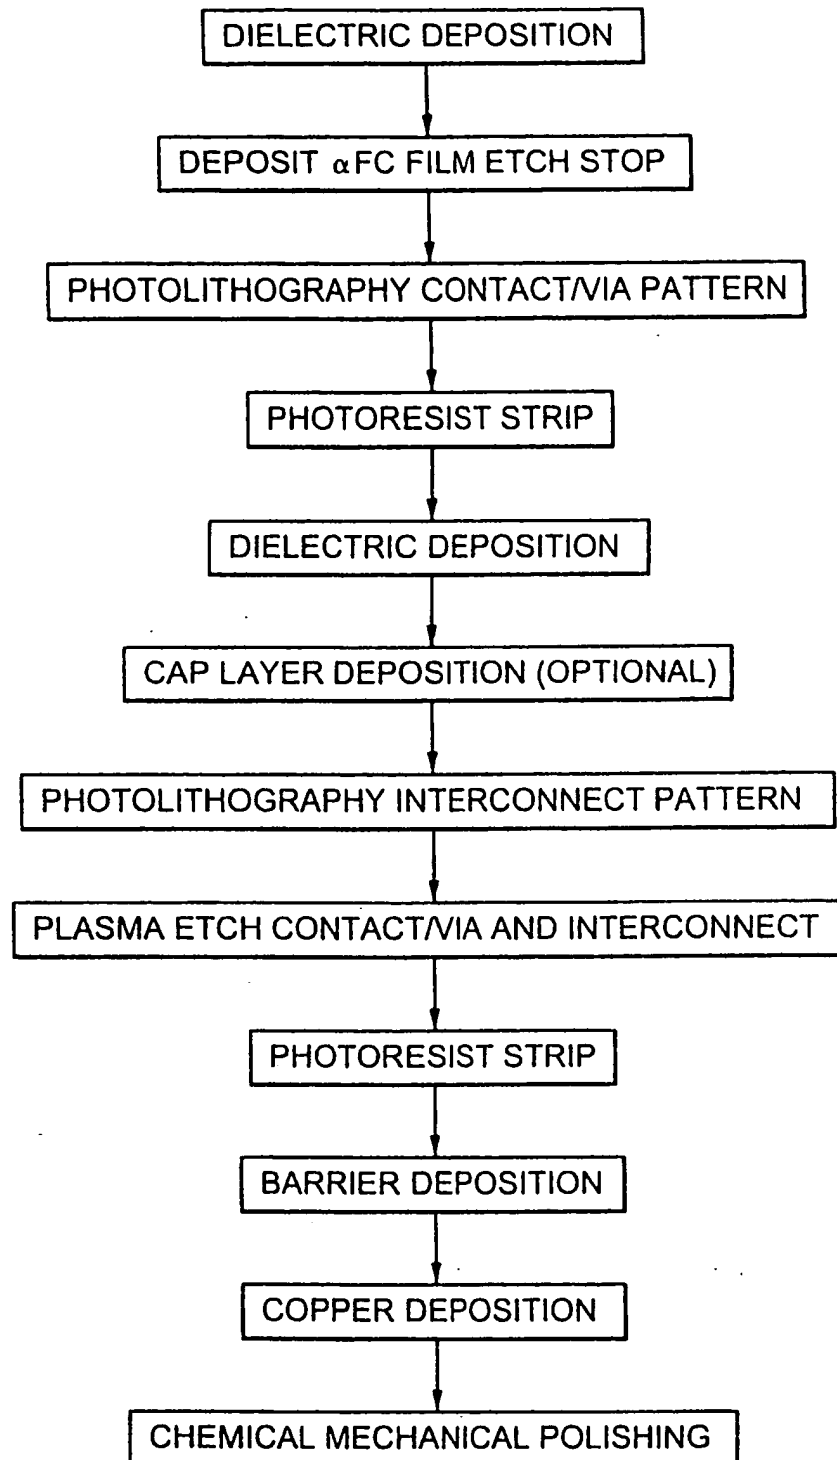 DIELECTRIC DEPOSITION
DEPOSIT αFC FILM ETCH STOP
PHOTOLITHOGRAPHY CONTACT/VIA PATTERN
PHOTORESIST STRIP
DIELECTRIC DEPOSITION
CAP LAYER DEPOSITION (OPTIONAL)
PHOTOLITHOGRAPHY INTERCONNECT PATTERN
PLASMA ETCH CONTACT/VIA AND INTERCONNECT
PHOTORESIST STRIP
BARRIER DEPOSITION
COPPER DEPOSITION
CHEMICAL MECHANICAL POLISHING